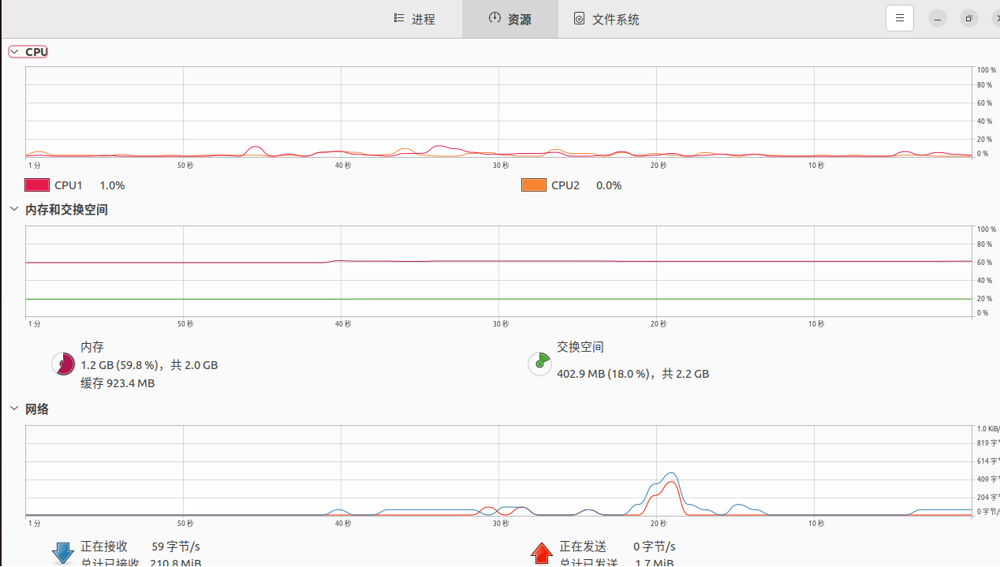 进程 资源 文件系统
CPU
100 %
80 %
60 %
40 %
20 %
0 %
1 分 50 秒 40 秒 30 秒 20 秒 10 秒
CPU1 1.0% CPU2 0.0%
内存和交换空间
100 %
80 %
60 %
40 %
20 %
0 %
1 分 50 秒 40 秒 30 秒 20 秒 10 秒
内存 交换空间
1.2 GB (59.8 %)，共 2.0 GB 402.9 MB (18.0 %)，共 2.2 GB
缓存 923.4 MB
网络
1.0 KiB/
819 字
614 字
409 字
204 字
0 字节/
1 分 50 秒 40 秒 30 秒 20 秒 10 秒
正在接收 59 字节/s 正在发送 0 字节/s
总计已接收 210.8 MiB 总计已发送 1.7 MiB